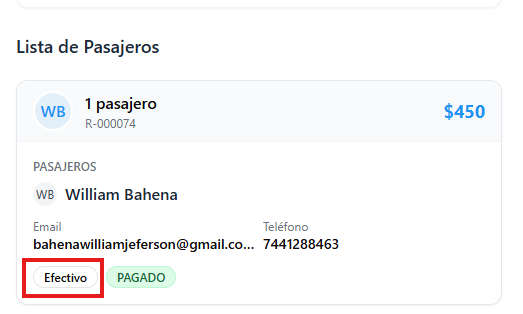 Lista de Pasajeros
WB
1 pasajero
R-000074
$450
PASAJEROS
WB
William Bahena
Email
Teléfono
bahenawilliamjeferson@gmail.co...
7441288463
Efectivo
PAGADO